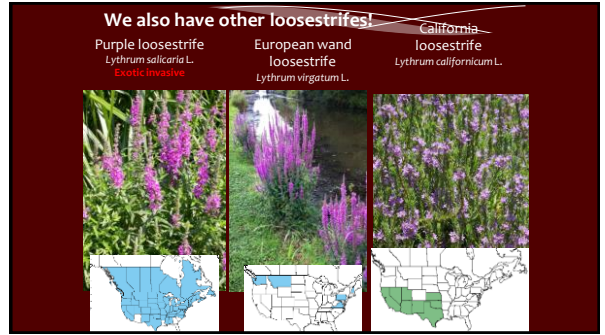 We also have other loosestrifes!
Purple loosestrife
Lythrum salicaria L.
Exotic invasive
European wand
loosestrife
Lythrum virgatum L.
California
loosestrife
Lythrum californicum L.